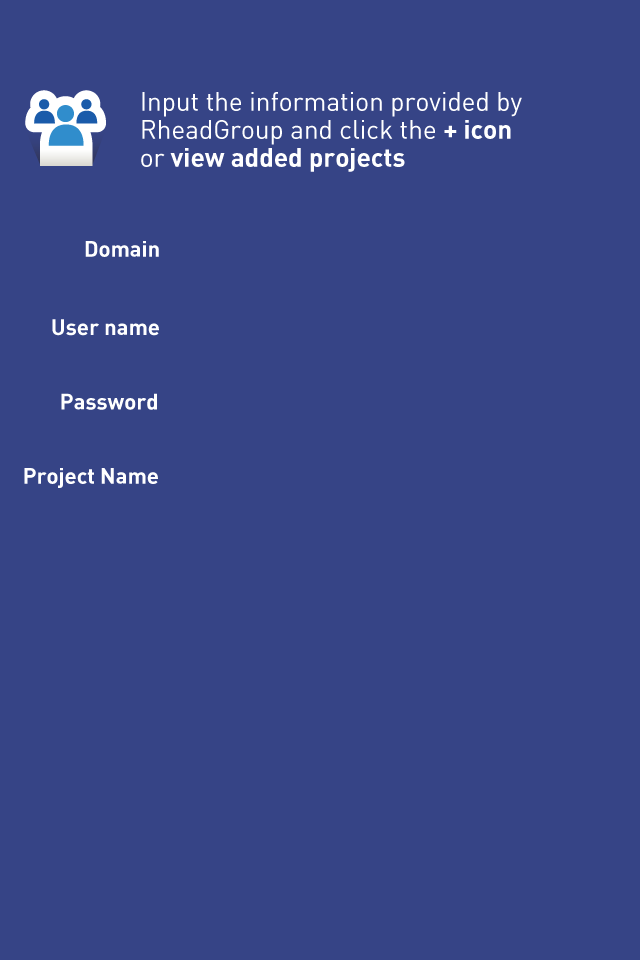 Input the information provided by
RheadGroup and click the + icon
or view added projects
Domain
User name
Password
Project Name